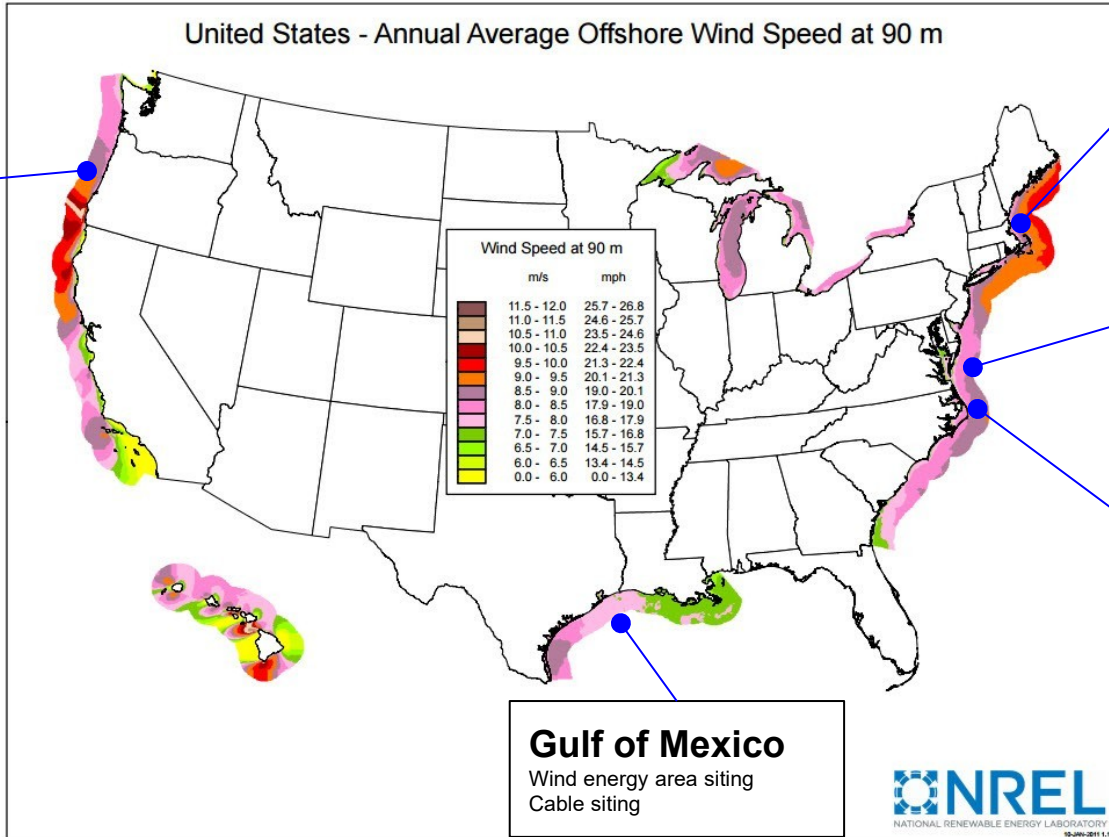 United States - Annual Average Offshore Wind Speed at 90 m
Wind Speed at 90 m
m/s mph
11.5 - 12.0 25.7 - 26.8
11.0 - 11.5 24.6 - 25.7
10.5 - 11.0 23.5 - 24.6
10.0 - 10.5 22.4 - 23.5
9.5 - 10.0 21.3 - 22.4
9.0 - 9.5 20.1 - 21.3
8.5 - 9.0 19.0 - 20.1
8.0 - 8.5 17.9 - 19.0
7.5 - 8.0 16.8 - 17.9
7.0 - 7.5 15.7 - 16.8
6.5 - 7.0 14.5 - 15.7
6.0 - 6.5 13.4 - 14.5
0.0 - 6.0 0.0 - 13.4
Gulf of Mexico
Wind energy area siting
Cable siting
NREL
NATIONAL RENEWABLE ENERGY LABORATORY